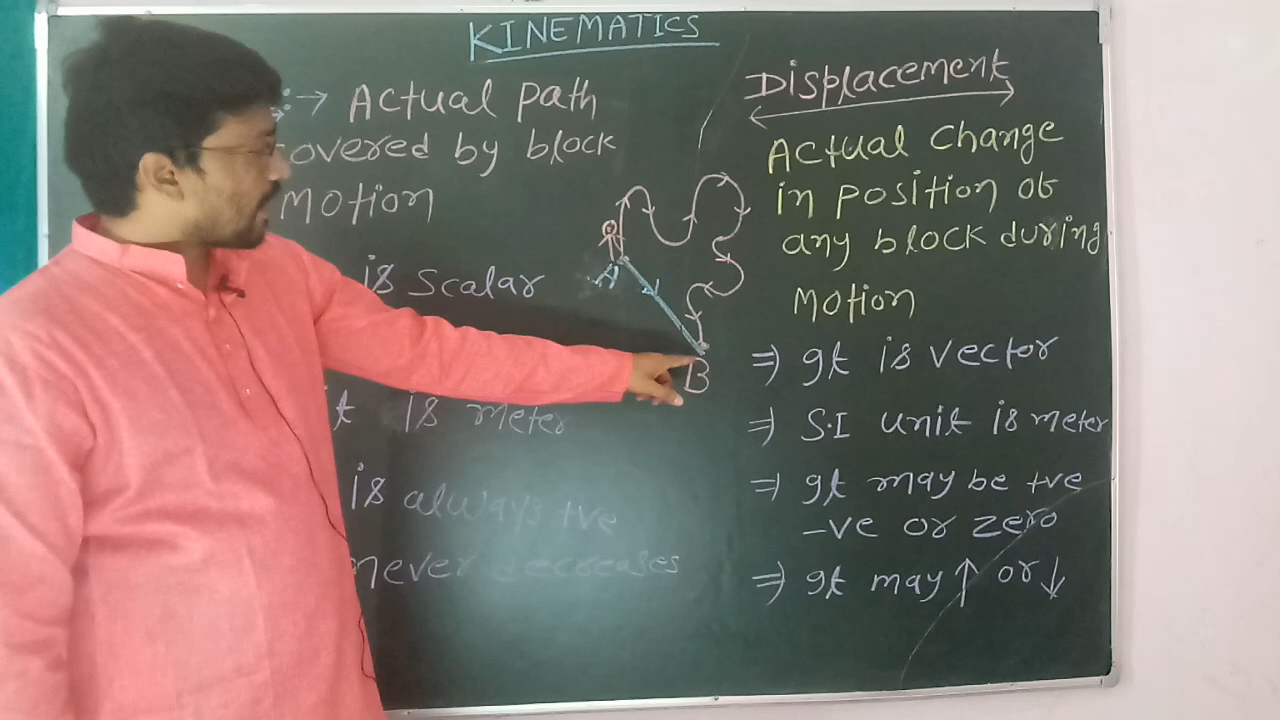 KINEMATICS
:→ Actual path
overed by block
motion
is scalar
is meter
is always +ve
never decreases
A
B
Displacement
Actual Change
in position of
any block during
motion
⇒ It is vector
⇒ S.I unit is meter
⇒ It may be +ve
-ve or zero
⇒ It may ↑ or ↓